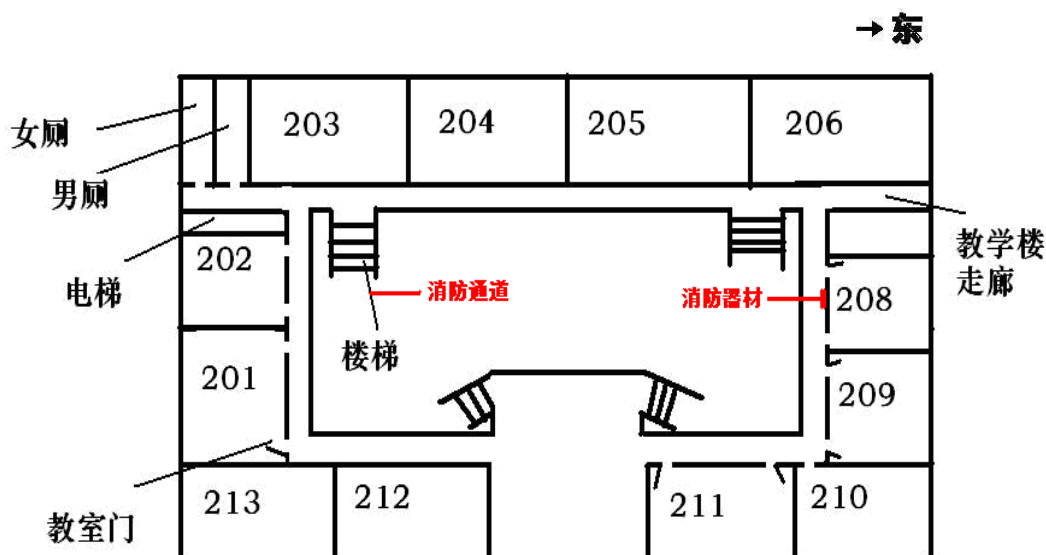 →东
女厕
203
204
205
206
男厕
电梯
202
消防通道
消防器材
208
教学楼
走廊
楼梯
201
209
教室门
213
212
211
210